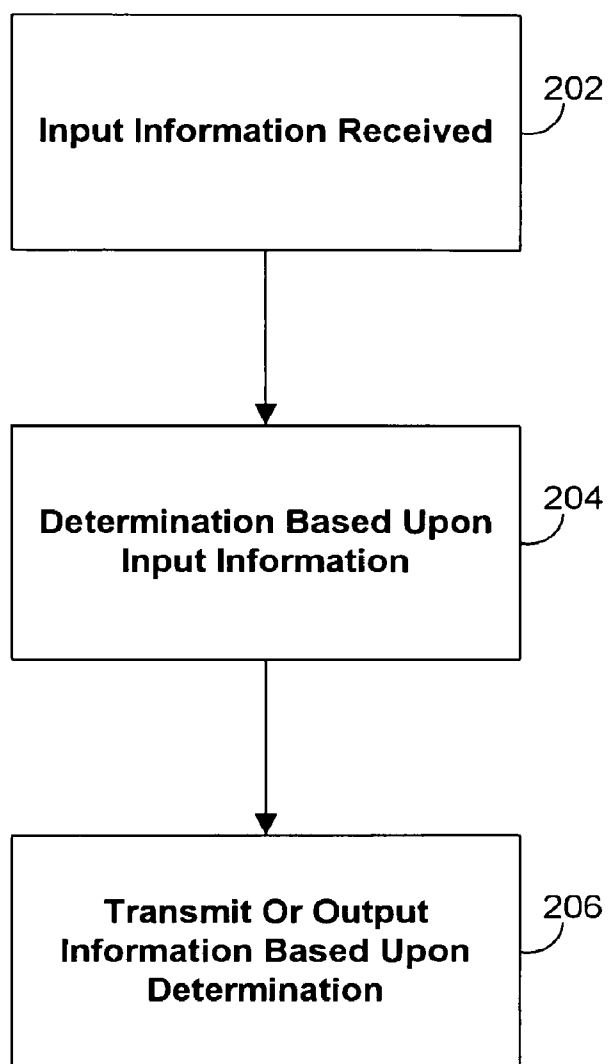 Input Information Received
202
Determination Based Upon
Input Information
204
Transmit Or Output
Information Based Upon
Determination
206